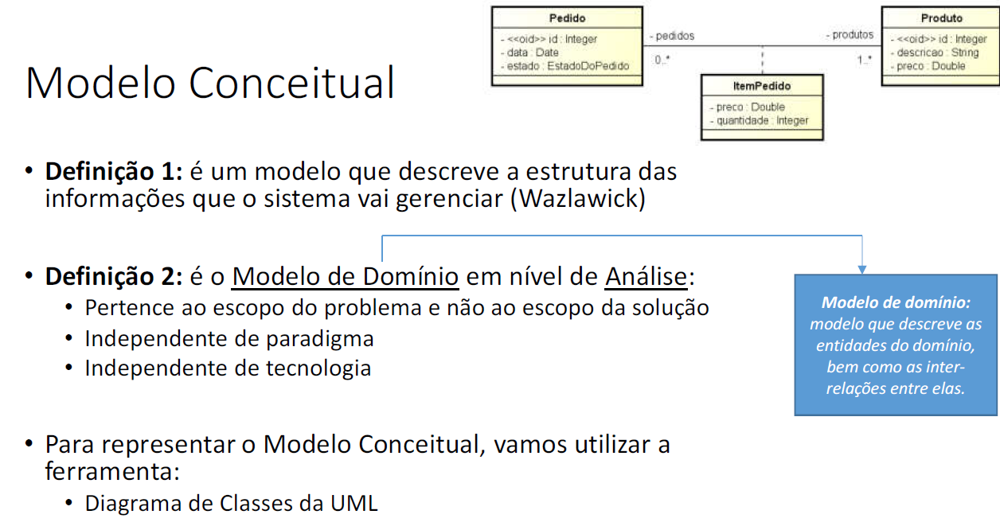 Modelo Conceitual
Pedido
- <<oid>> id : Integer
- data : Date
- estado : EstadoDoPedido
- pedidos
0..*
- produtos
1..*
Produto
- <<oid>> id : Integer
- descricao : String
- preco : Double
ItemPedido
- preco : Double
- quantidade : Integer
• Definição 1: é um modelo que descreve a estrutura das
informações que o sistema vai gerenciar (Wazlawick)
• Definição 2: é o Modelo de Domínio em nível de Análise:
• Pertence ao escopo do problema e não ao escopo da solução
• Independente de paradigma
• Independente de tecnologia
Modelo de domínio:
modelo que descreve as
entidades do domínio,
bem como as inter-
relações entre elas.
• Para representar o Modelo Conceitual, vamos utilizar a
ferramenta:
• Diagrama de Classes da UML